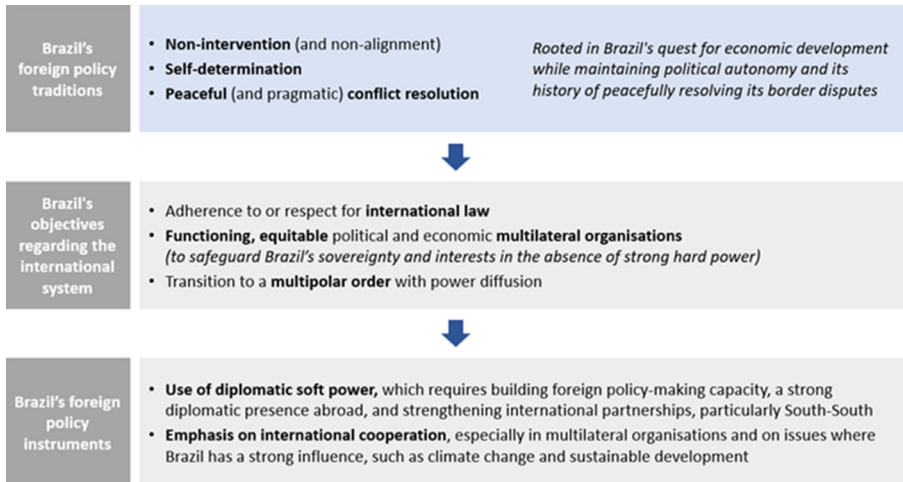 Brazil's
foreign policy
traditions
• Non-intervention (and non-alignment)
• Self-determination
• Peaceful (and pragmatic) conflict resolution
Rooted in Brazil's quest for economic development
while maintaining political autonomy and its
history of peacefully resolving its border disputes
Brazil's
objectives
regarding the
international
system
• Adherence to or respect for international law
• Functioning, equitable political and economic multilateral organisations
(to safeguard Brazil's sovereignty and interests in the absence of strong hard power)
• Transition to a multipolar order with power diffusion
Brazil's foreign
policy
instruments
• Use of diplomatic soft power, which requires building foreign policy-making capacity, a strong
diplomatic presence abroad, and strengthening international partnerships, particularly South-South
• Emphasis on international cooperation, especially in multilateral organisations and on issues where
Brazil has a strong influence, such as climate change and sustainable development